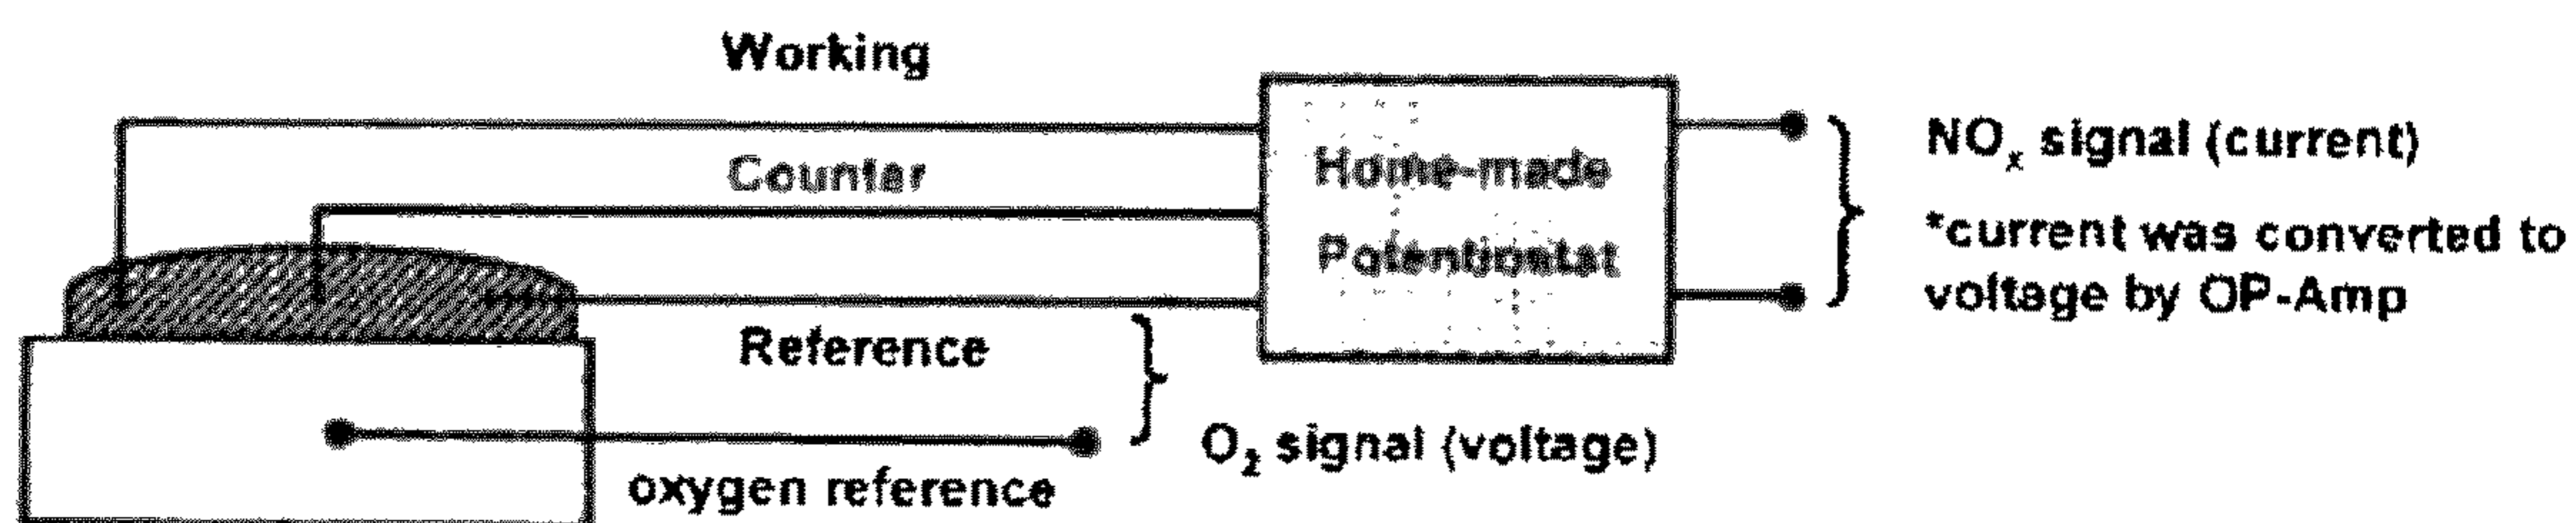 Working
Counter
Home-made
Potentiostat
NOₓ signal (current)
*current was converted to
voltage by OP-Amp
Reference
O₂ signal (voltage)
oxygen reference